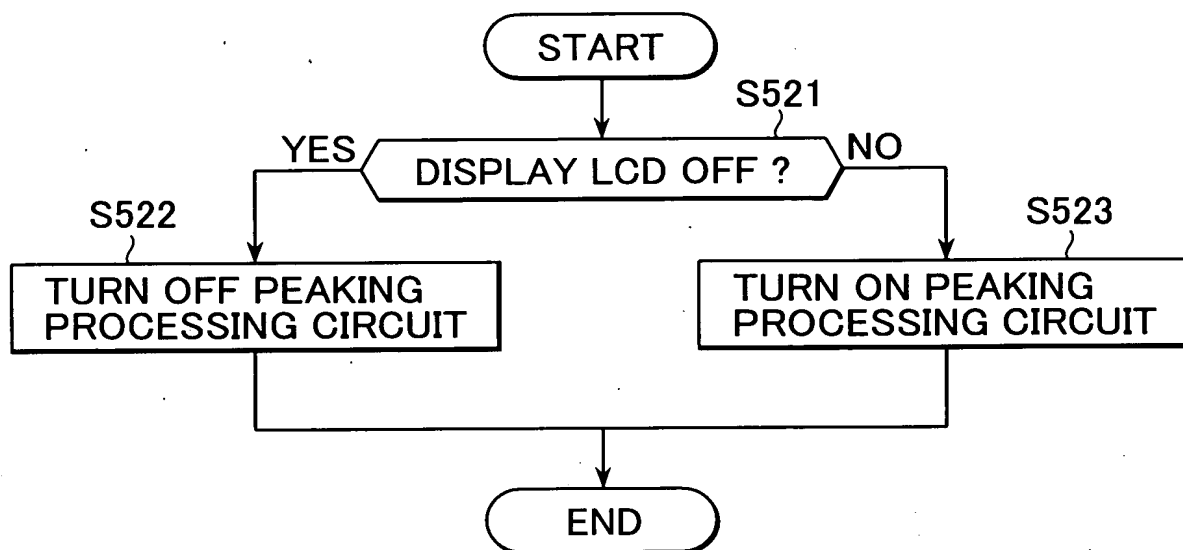 START
S521
YES
DISPLAY LCD OFF ?
NO
S522
S523
TURN OFF PEAKING
PROCESSING CIRCUIT
TURN ON PEAKING
PROCESSING CIRCUIT
END